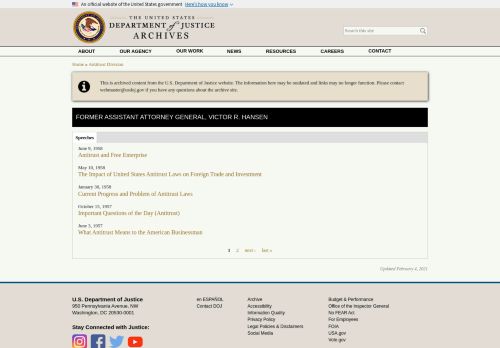 An official website of the United States government Here's how you know
THE UNITED STATES
DEPARTMENT of JUSTICE
ARCHIVES
Search this site
ABOUT OUR AGENCY OUR WORK NEWS RESOURCES CAREERS CONTACT
Home » Antitrust Division
This is archived content from the U.S. Department of Justice website. The information here may be outdated and links may no longer function. Please contact
webmaster@usdoj.gov if you have any questions about the archive site.
FORMER ASSISTANT ATTORNEY GENERAL, VICTOR R. HANSEN
Speeches
June 9, 1958
Antitrust and Free Enterprise
May 10, 1958
The Impact of United States Antitrust Laws on Foreign Trade and Investment
January 30, 1958
Current Progress and Problem of Antitrust Laws
October 15, 1957
Important Questions of the Day (Antitrust)
June 3, 1957
What Antitrust Means to the American Businessman
1 2 next › last »
Updated February 4, 2021
U.S. Department of Justice
950 Pennsylvania Avenue, NW
Washington, DC 20530-0001
Stay Connected with Justice:
en ESPAÑOL
Contact DOJ
Archive
Accessibility
Information Quality
Privacy Policy
Legal Policies & Disclaimers
Social Media
Budget & Performance
Office of the Inspector General
No FEAR Act
For Employees
FOIA
USA.gov
Vote.gov